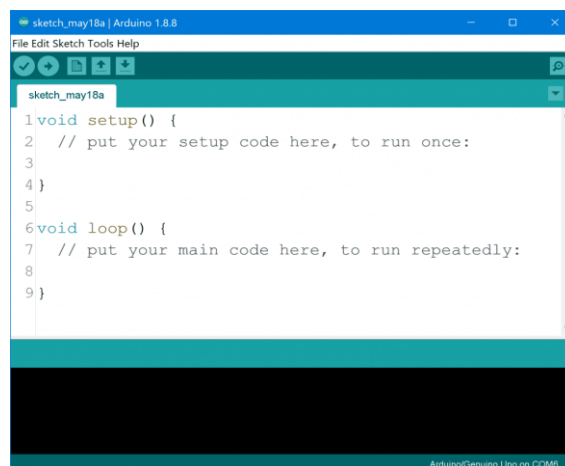 sketch_may18a | Arduino 1.8.8
File Edit Sketch Tools Help
sketch_may18a
1 void setup() {
2 // put your setup code here, to run once:
3
4 }
5
6 void loop() {
7 // put your main code here, to run repeatedly:
8
9 }
Arduino/Genuino Uno on COM6